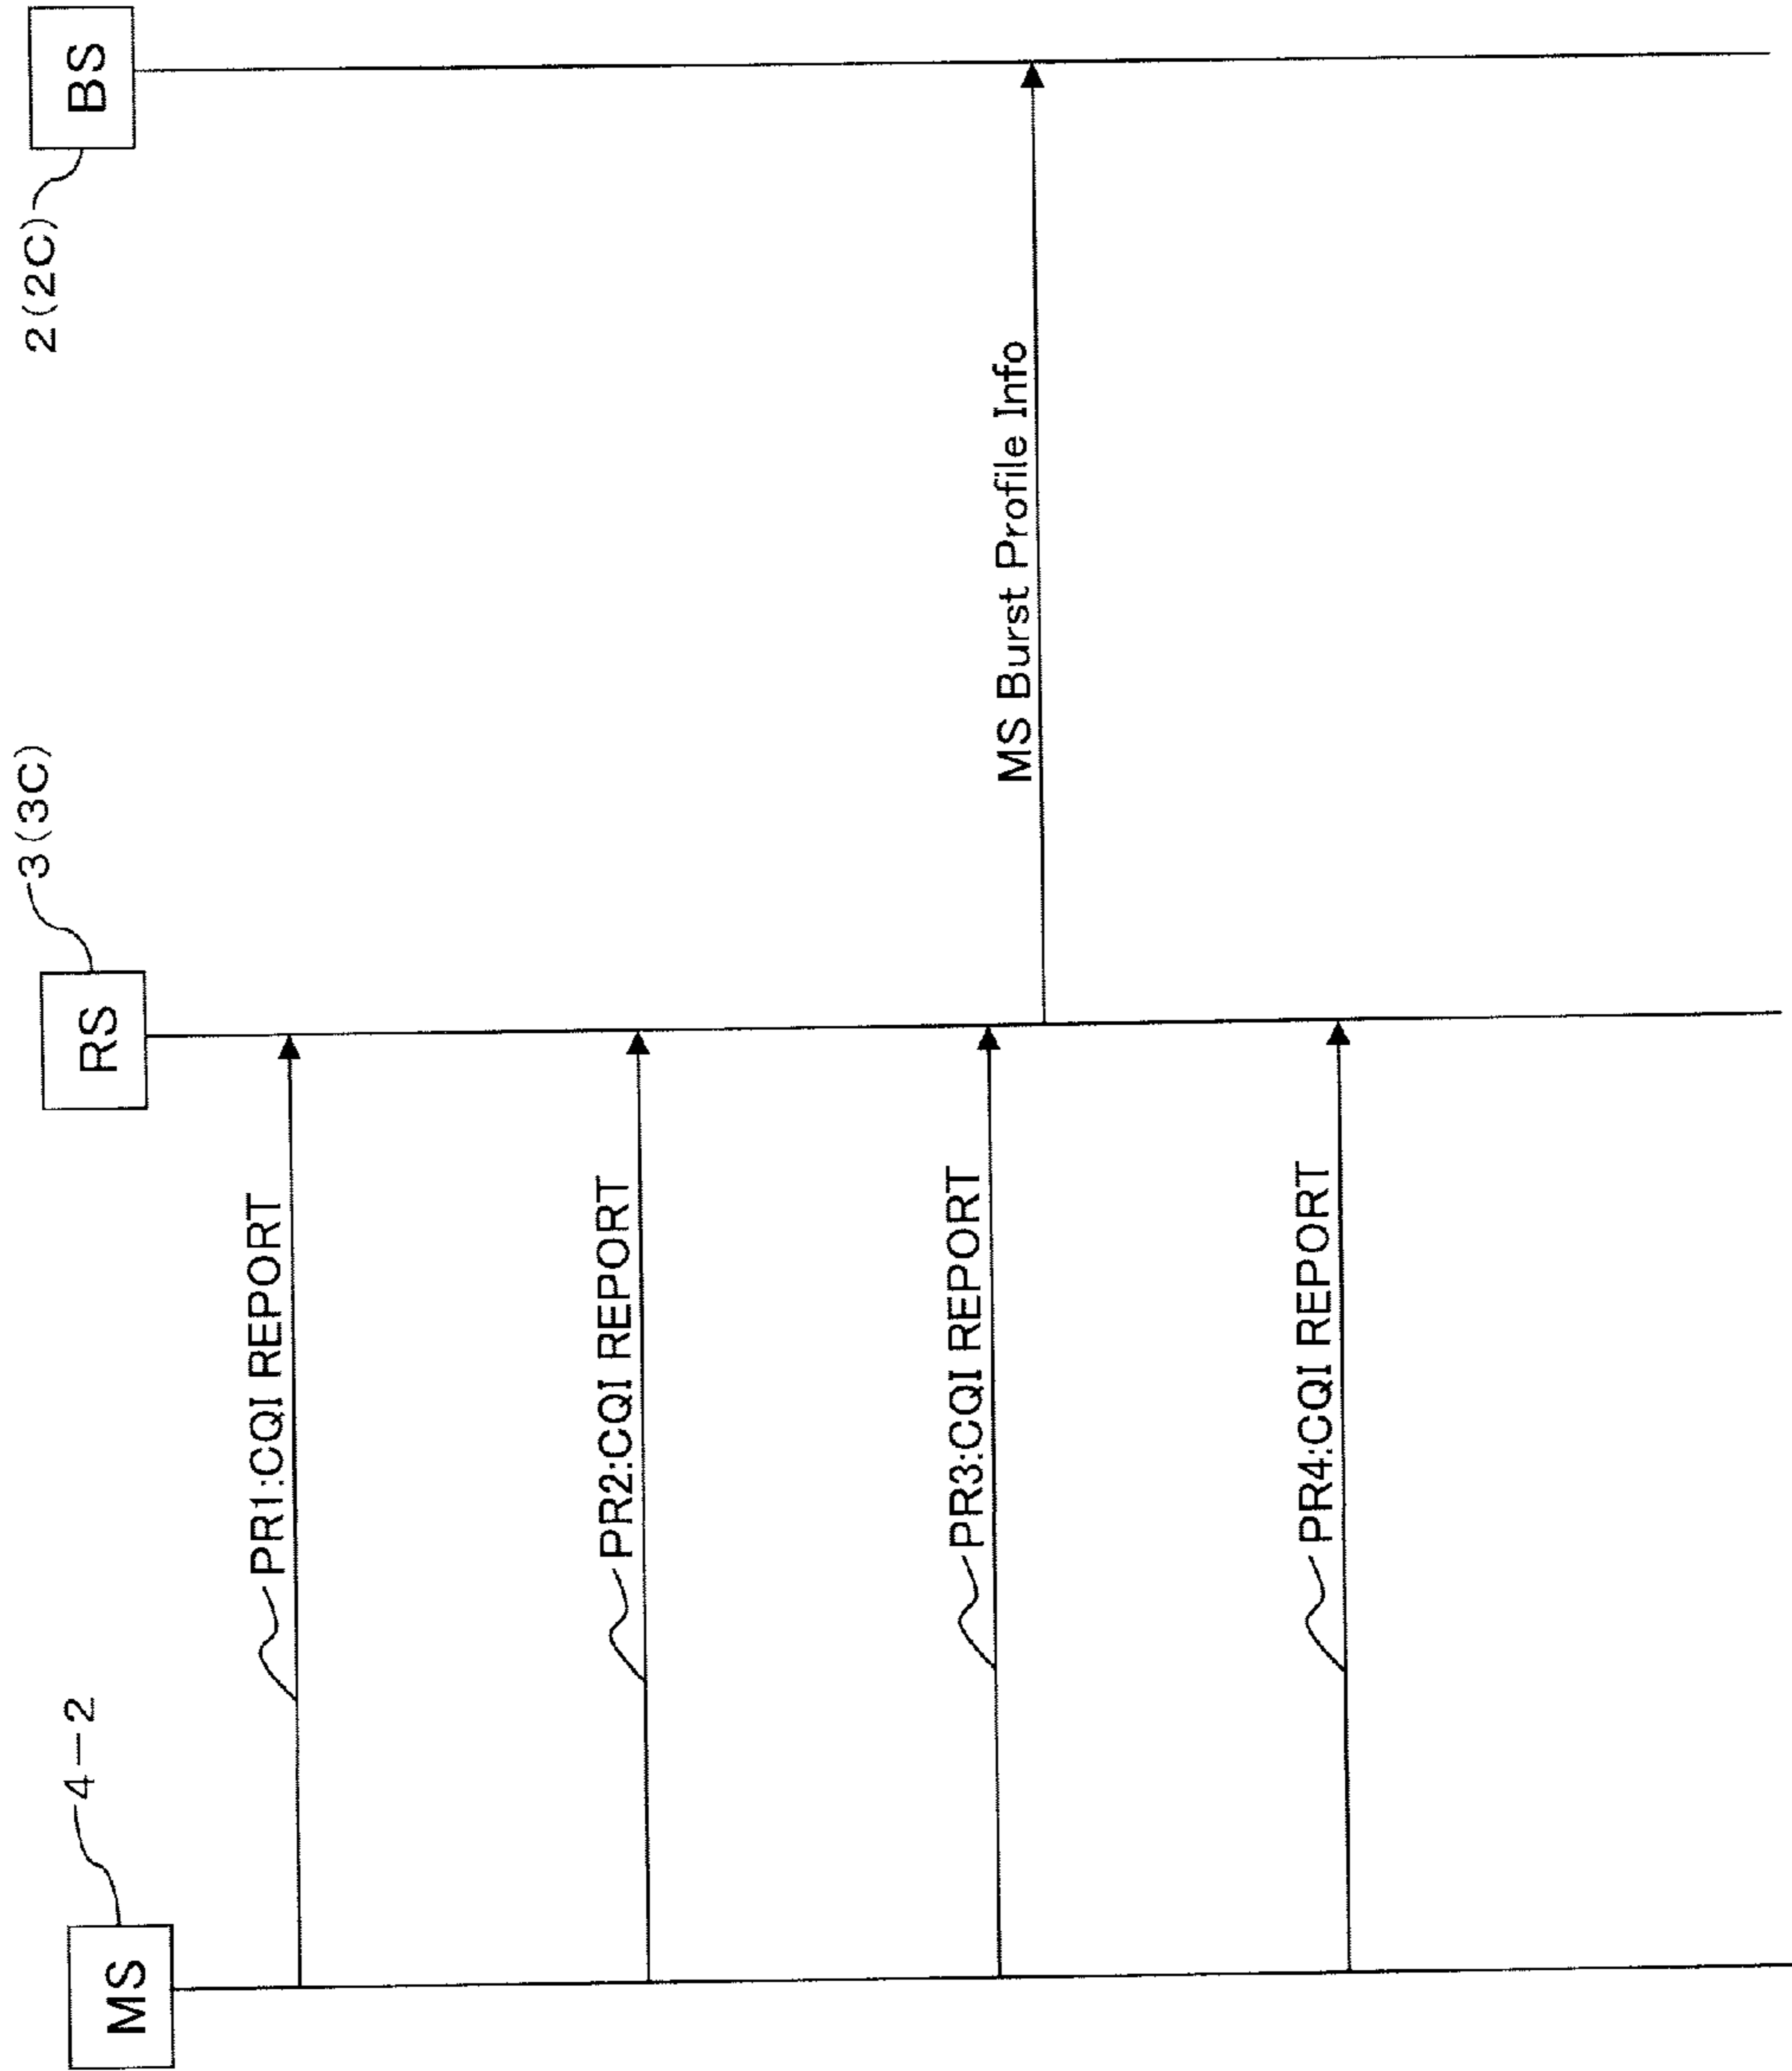 MS
4-2
RS
3(3C)
BS
2(2C)
PR1:CQI REPORT
PR2:CQI REPORT
PR3:CQI REPORT
MS Burst Profile Info
PR4:CQI REPORT